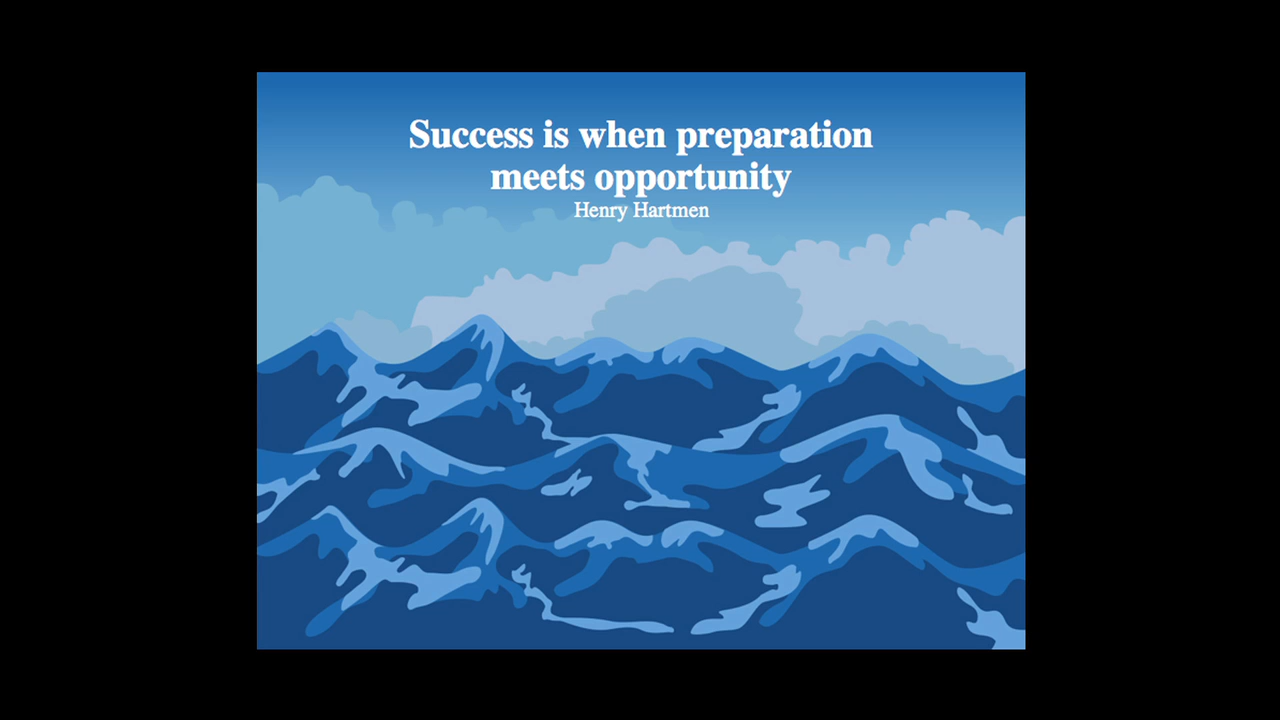 Success is when preparation
meets opportunity
Henry Hartmen